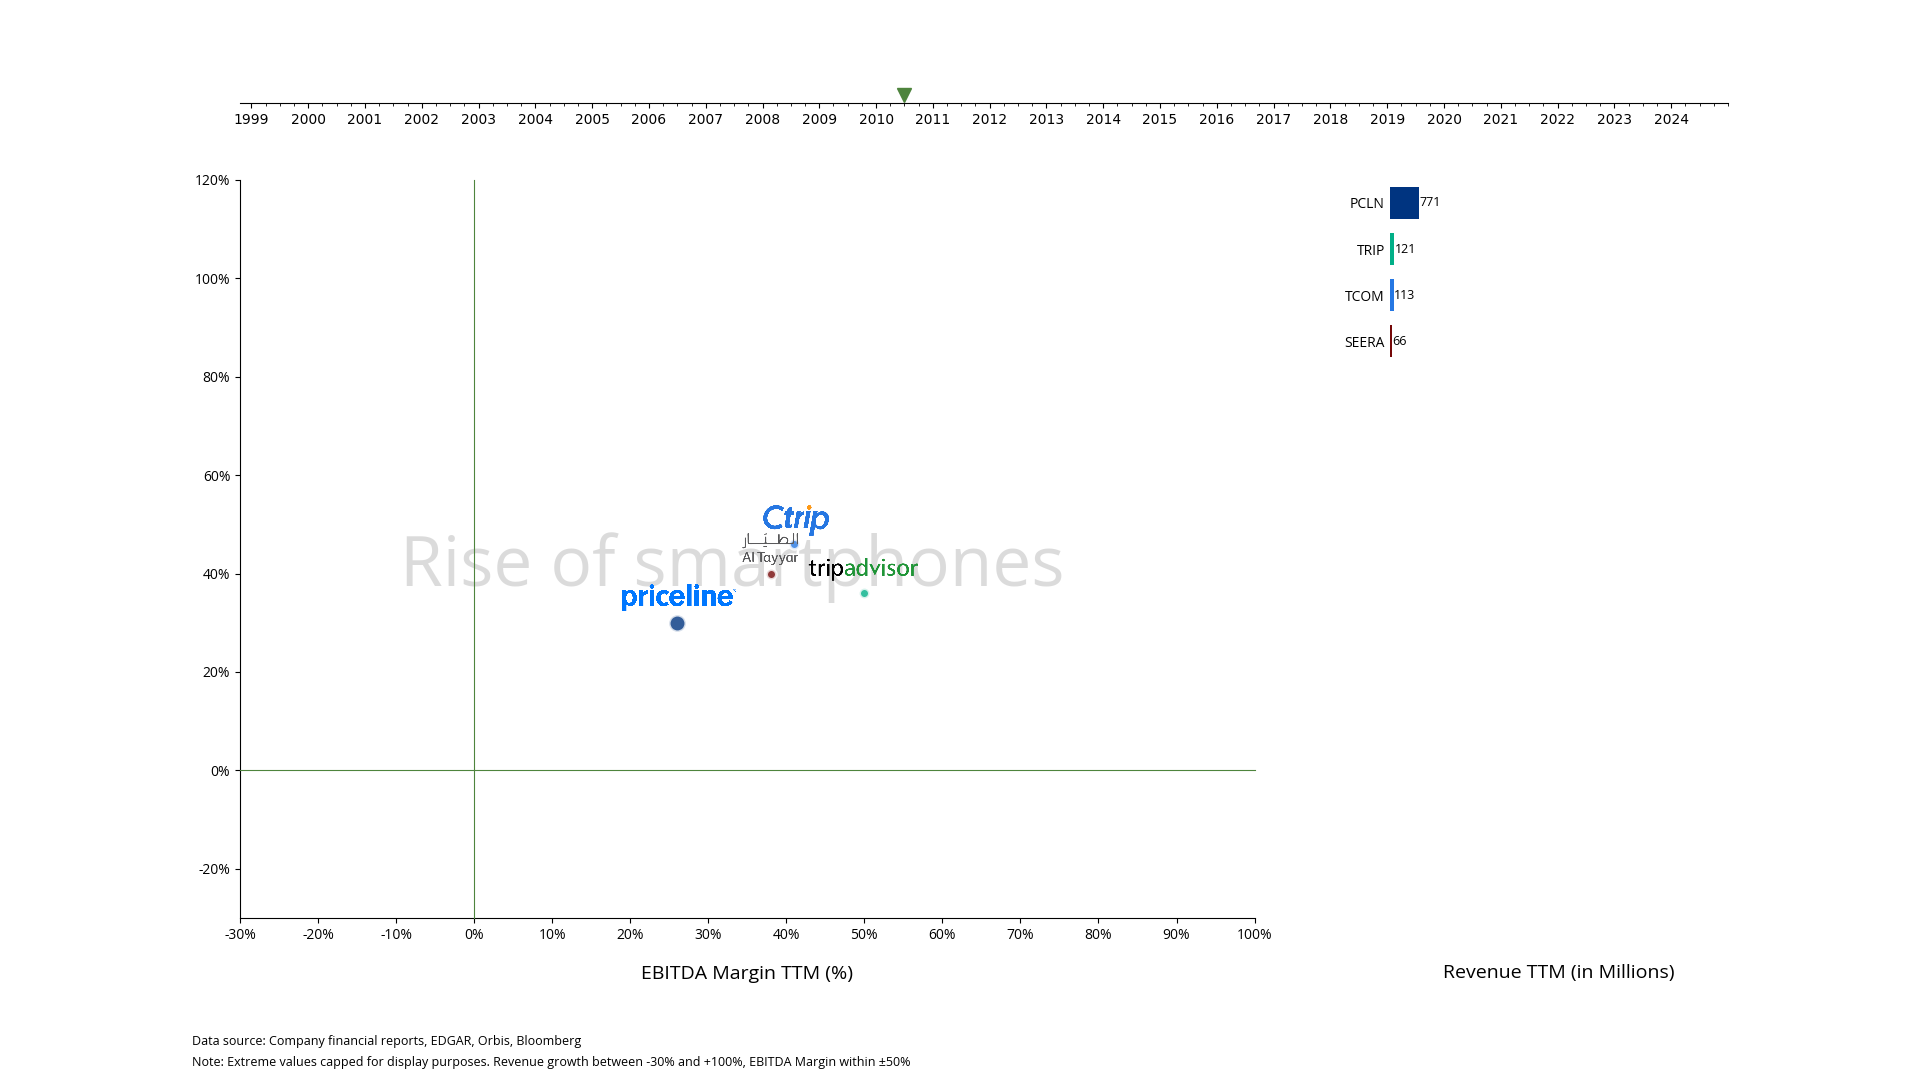 1999 2000 2001 2002 2003 2004 2005 2006 2007 2008 2009 2010 2011 2012 2013 2014 2015 2016 2017 2018 2019 2020 2021 2022 2023 2024
120%
100%
80%
60%
40%
20%
0%
-20%
-30% -20% -10% 0% 10% 20% 30% 40% 50% 60% 70% 80% 90% 100%
EBITDA Margin TTM (%)
Rise of smartphones
Ctrip
الطيّار
Al Tayyar
tripadvisor
priceline
PCLN 771
TRIP 121
TCOM 113
SEERA 66
Revenue TTM (in Millions)
Data source: Company financial reports, EDGAR, Orbis, Bloomberg
Note: Extreme values capped for display purposes. Revenue growth between -30% and +100%, EBITDA Margin within ±50%